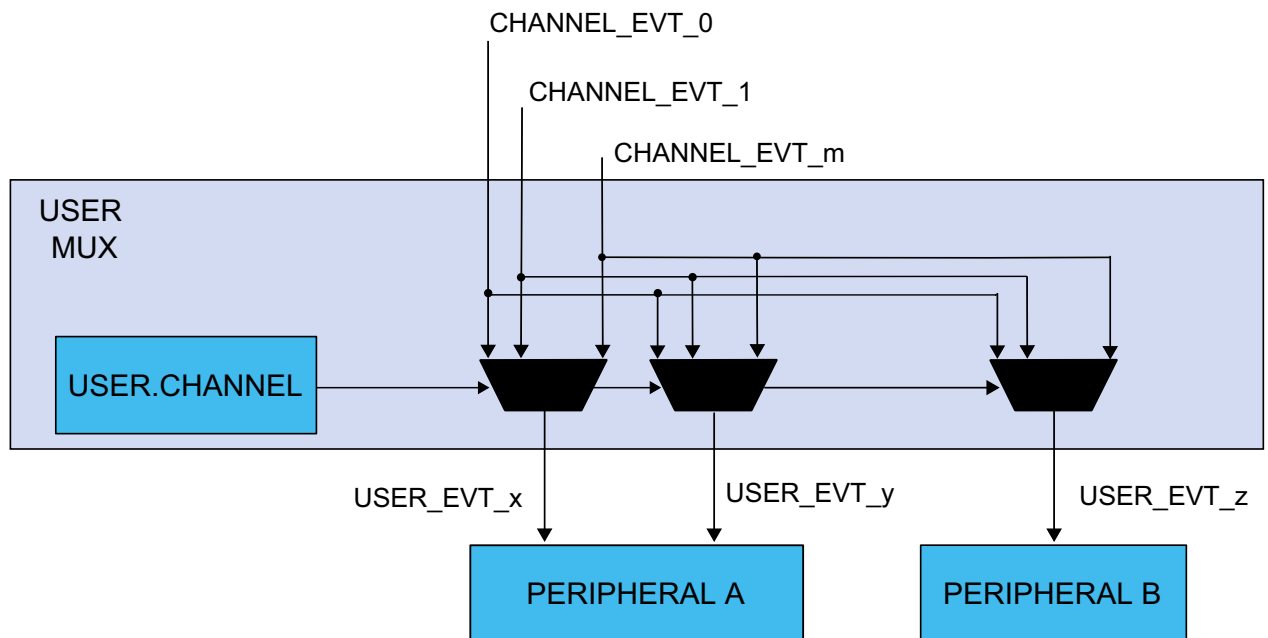 CHANNEL_EVT_0
CHANNEL_EVT_1
CHANNEL_EVT_m
USER
MUX
USER.CHANNEL
USER_EVT_x
USER_EVT_y
USER_EVT_z
PERIPHERAL A
PERIPHERAL B